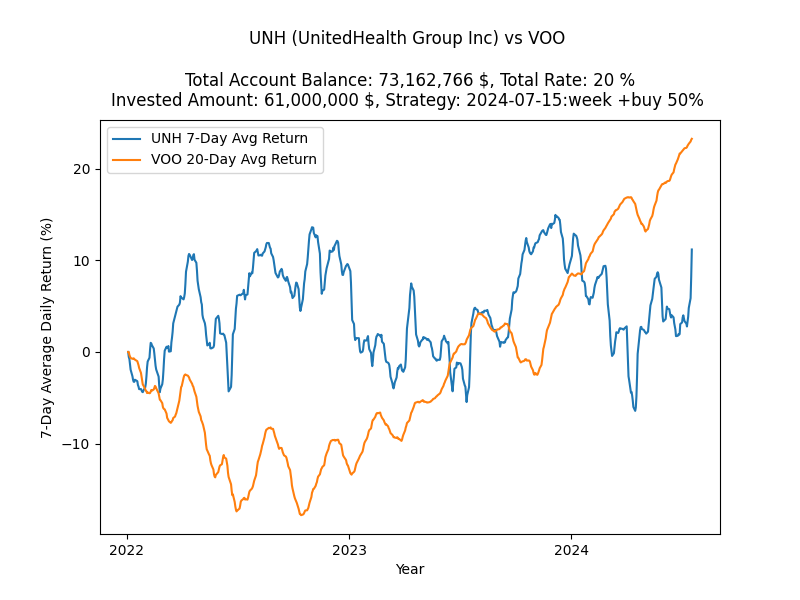 UNH (UnitedHealth Group Inc) vs VOO
Total Account Balance: 73,162,766 $, Total Rate: 20 %
Invested Amount: 61,000,000 $, Strategy: 2024-07-15:week +buy 50%
UNH 7-Day Avg Return
VOO 20-Day Avg Return
7-Day Average Daily Return (%)
20
10
0
−10
2022
2023
2024
Year